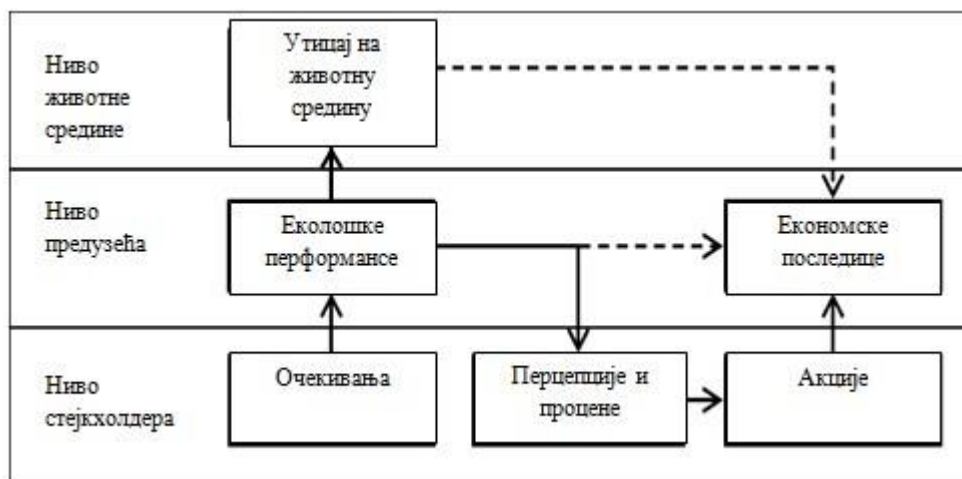 Ниво
животне
средине
Утицај на
животну
средину
Ниво
предузећа
Еколошке
перформансе
Економске
последице
Ниво
стејкхолдера
Очекивања
Перцепције и
процене
Акције